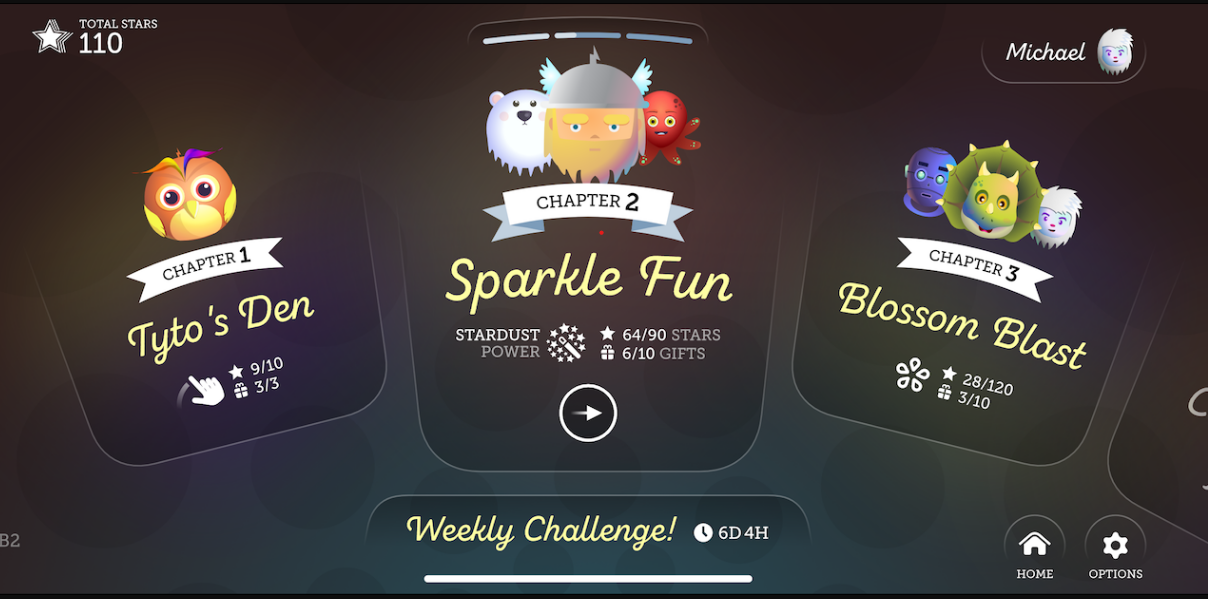 TOTAL STARS
110
Michael
CHAPTER 1
Tyto's Den
9/10
3/3
CHAPTER 2
Sparkle Fun
STARDUST
POWER
64/90 STARS
6/10 GIFTS
CHAPTER 3
Blossom Blast
28/120
3/10
Weekly Challenge!
6D 4H
B2
HOME
OPTIONS